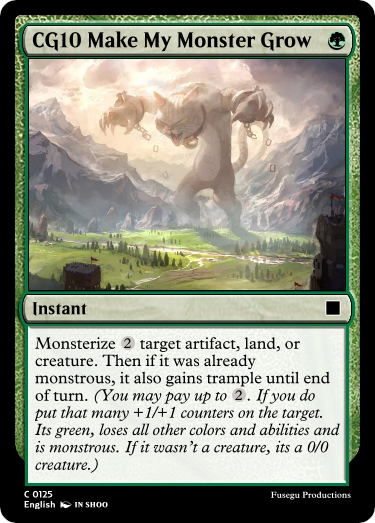 CG10 Make My Monster Grow
Instant
Monsterize 2 target artifact, land, or
creature. Then if it was already
monstrous, it also gains trample until end
of turn. (You may pay up to 2. If you do
put that many +1/+1 counters on the target.
Its green, loses all other colors and abilities and
is monstrous. If it wasn't a creature, its a 0/0
creature.)
C 0125
Fusegu Productions
English IN SHOO